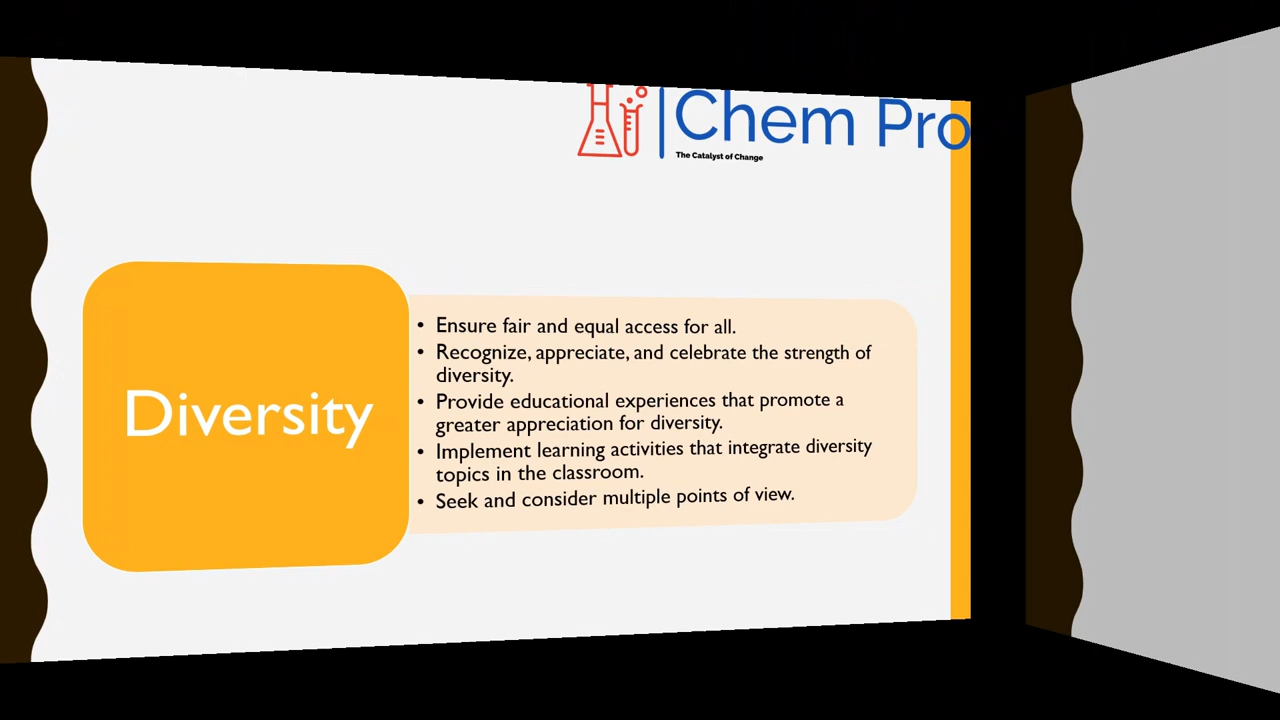 Chem Pro
The Catalyst of Change
Diversity
• Ensure fair and equal access for all.
• Recognize, appreciate, and celebrate the strength of
diversity.
• Provide educational experiences that promote a
greater appreciation for diversity.
• Implement learning activities that integrate diversity
topics in the classroom.
• Seek and consider multiple points of view.